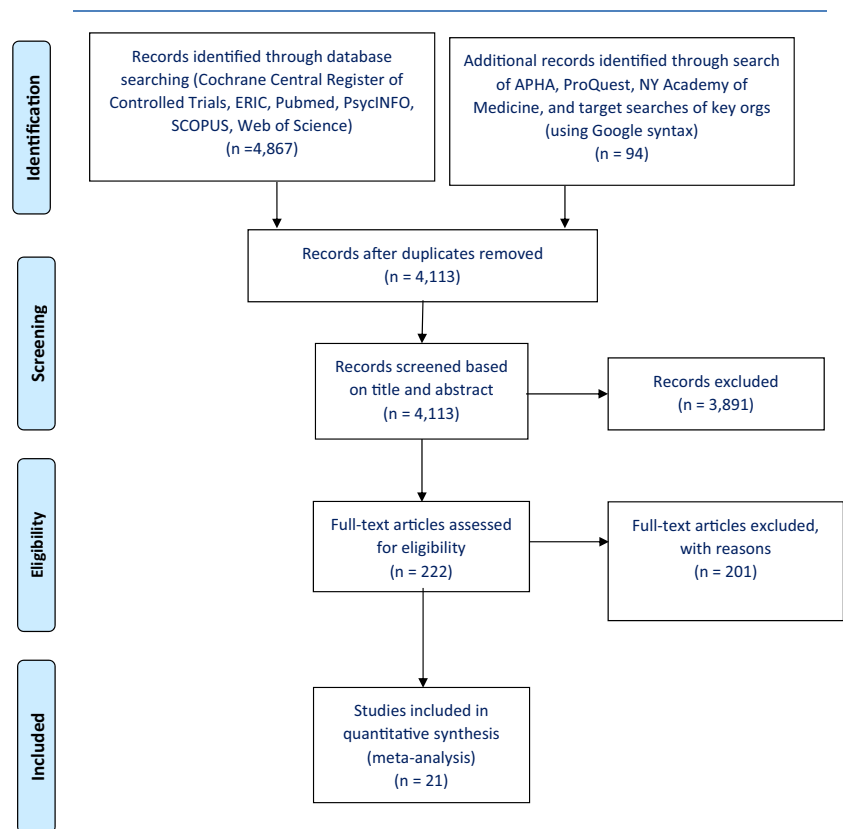 Identification
Records identified through database
searching (Cochrane Central Register of
Controlled Trials, ERIC, Pubmed, PsycINFO,
SCOPUS, Web of Science)
(n =4,867)
Additional records identified through search
of APHA, ProQuest, NY Academy of
Medicine, and target searches of key orgs
(using Google syntax)
(n = 94)
Records after duplicates removed
(n = 4,113)
Screening
Records screened based
on title and abstract
(n = 4,113)
Records excluded
(n = 3,891)
Eligibility
Full-text articles assessed
for eligibility
(n = 222)
Full-text articles excluded,
with reasons
(n = 201)
Included
Studies included in
quantitative synthesis
(meta-analysis)
(n = 21)